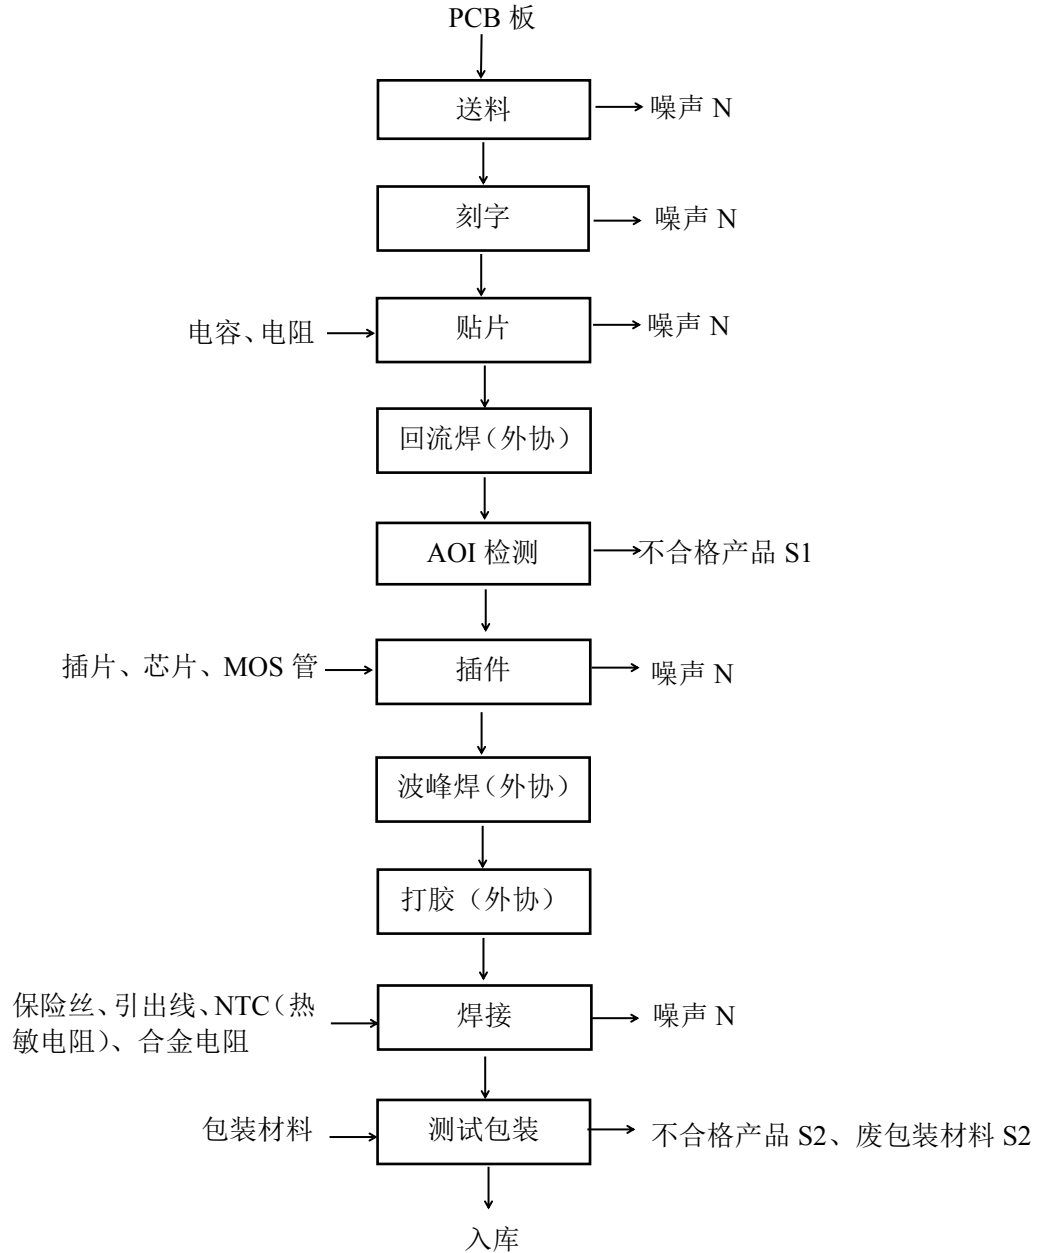 PCB 板
送料
噪声 N
刻字
噪声 N
电容、电阻
贴片
噪声 N
回流焊（外协）
AOI 检测
不合格产品 S1
插片、芯片、MOS 管
插件
噪声 N
波峰焊（外协）
打胶（外协）
保险丝、引出线、NTC（热
敏电阻）、合金电阻
焊接
噪声 N
包装材料
测试包装
不合格产品 S2、废包装材料 S2
入库